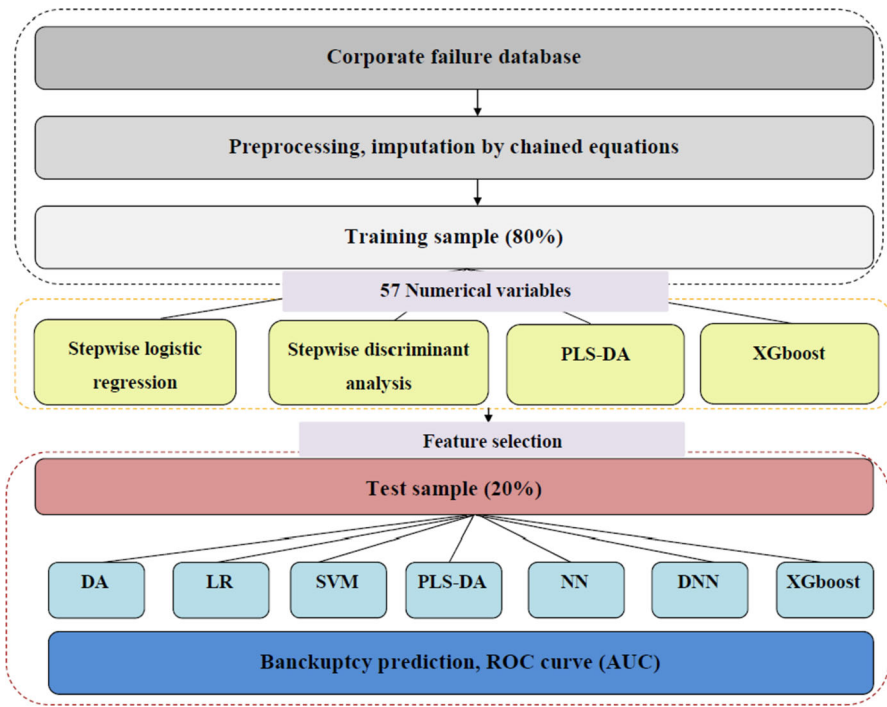 Corporate failure database
Preprocessing, imputation by chained equations
Training sample (80%)
57 Numerical variables
Stepwise logistic
regression
Stepwise discriminant
analysis
PLS-DA
XGboost
Feature selection
Test sample (20%)
DA
LR
SVM
PLS-DA
NN
DNN
XGboost
Banckuptcy prediction, ROC curve (AUC)